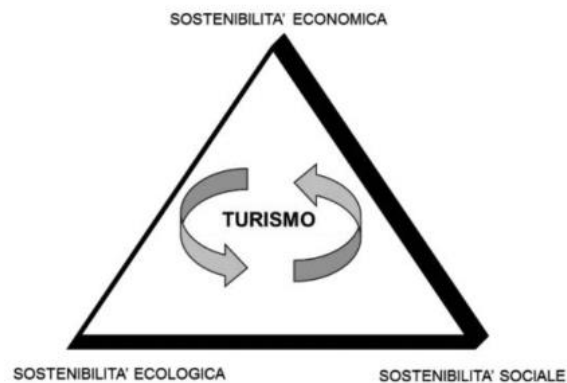 SOSTENIBILITA' ECONOMICA
TURISMO
SOSTENIBILITA' ECOLOGICA
SOSTENIBILITA' SOCIALE